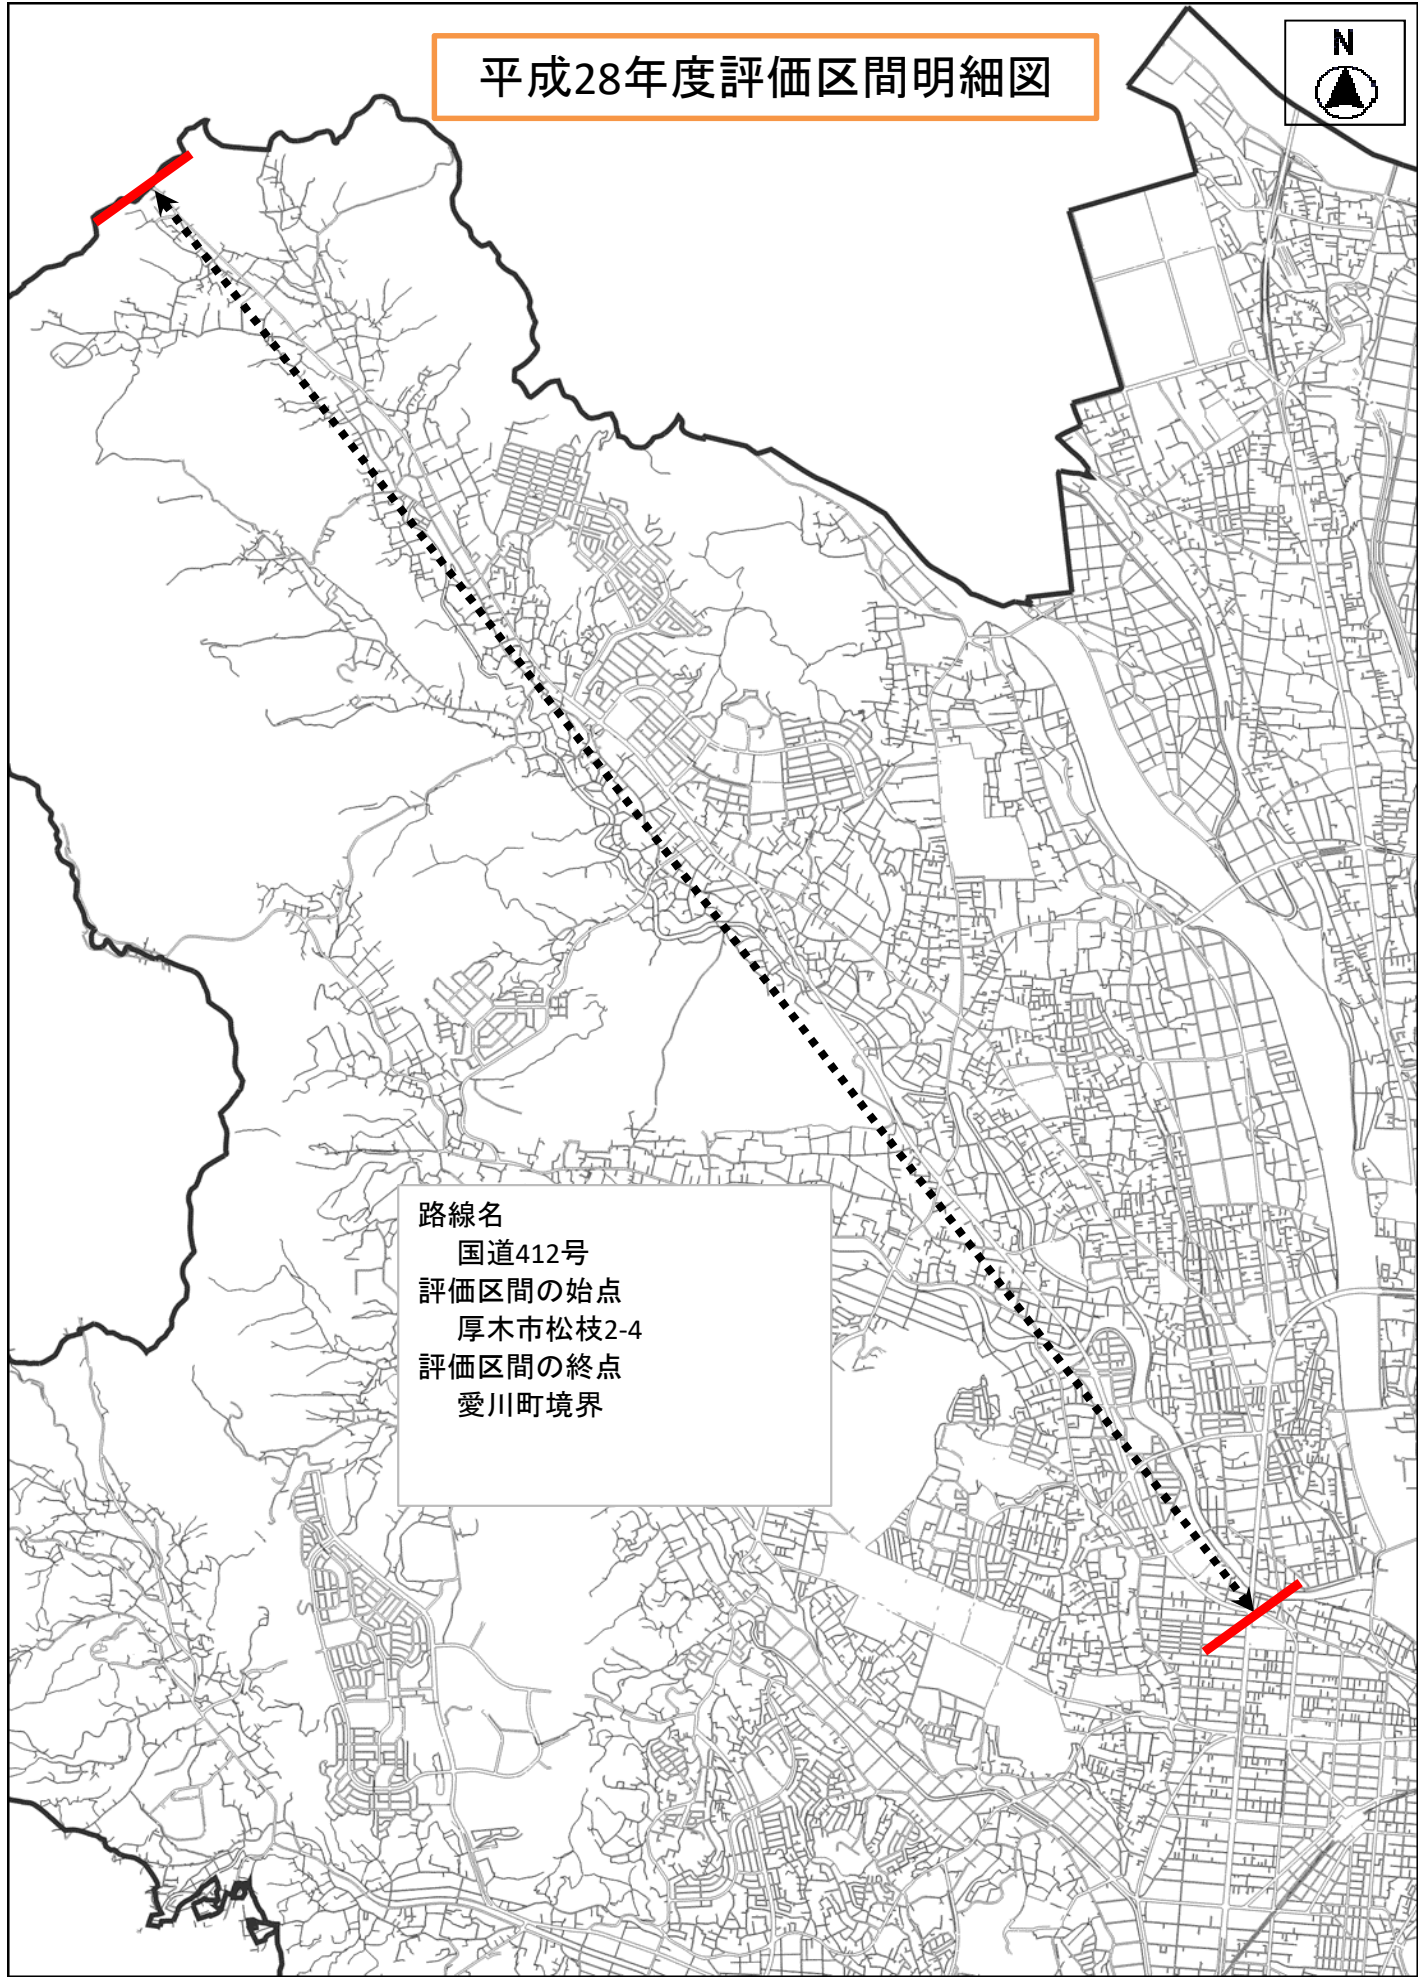 平成28年度評価区間明細図
N
路線名
国道412号
評価区間の始点
厚木市松枝2-4
評価区間の終点
愛川町境界